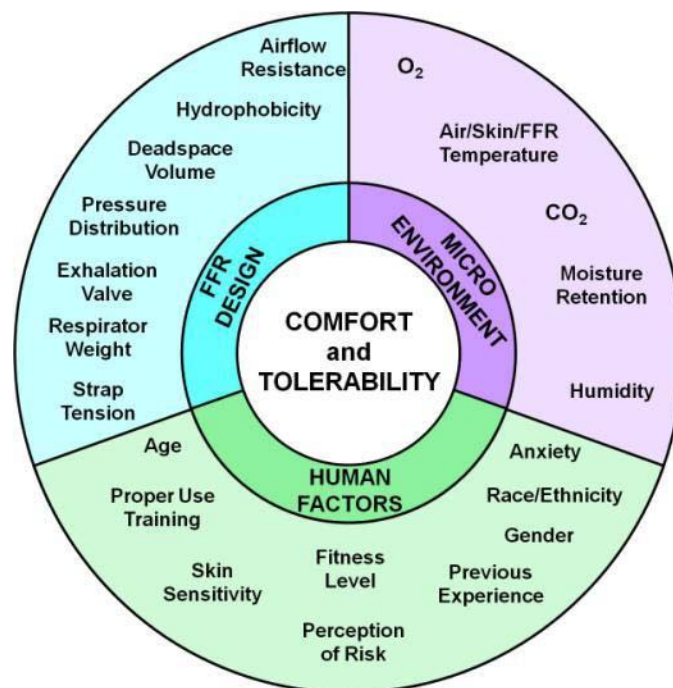 Airflow
Resistance
Hydrophobicity
Deadspace
Volume
Pressure
Distribution
Exhalation
Valve
Respirator
Weight
Strap
Tension
O₂
Air/Skin/FFR
Temperature
CO₂
Moisture
Retention
Humidity
FFR
DESIGN
MICRO
ENVIRONMENT
COMFORT
and
TOLERABILITY
HUMAN
FACTORS
Age
Proper Use
Training
Skin
Sensitivity
Fitness
Level
Perception
of Risk
Anxiety
Race/Ethnicity
Gender
Previous
Experience